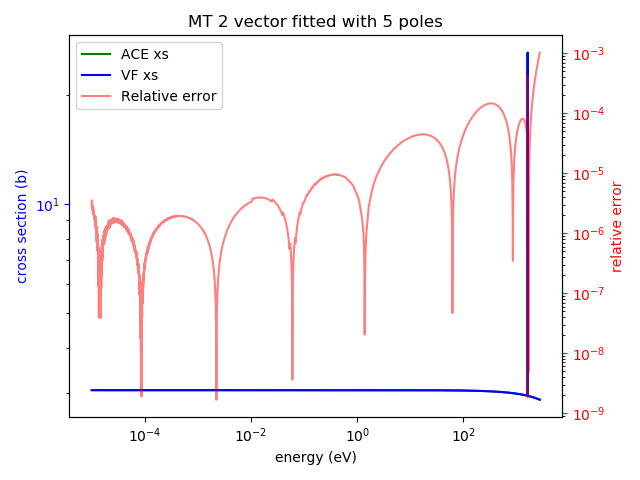 MT 2 vector fitted with 5 poles
ACE xs
VF xs
Relative error
cross section (b)
10^1
10^-3
10^-4
10^-5
10^-6
10^-7
10^-8
10^-9
relative error
10^-4 10^-2 10^0 10^2
energy (eV)